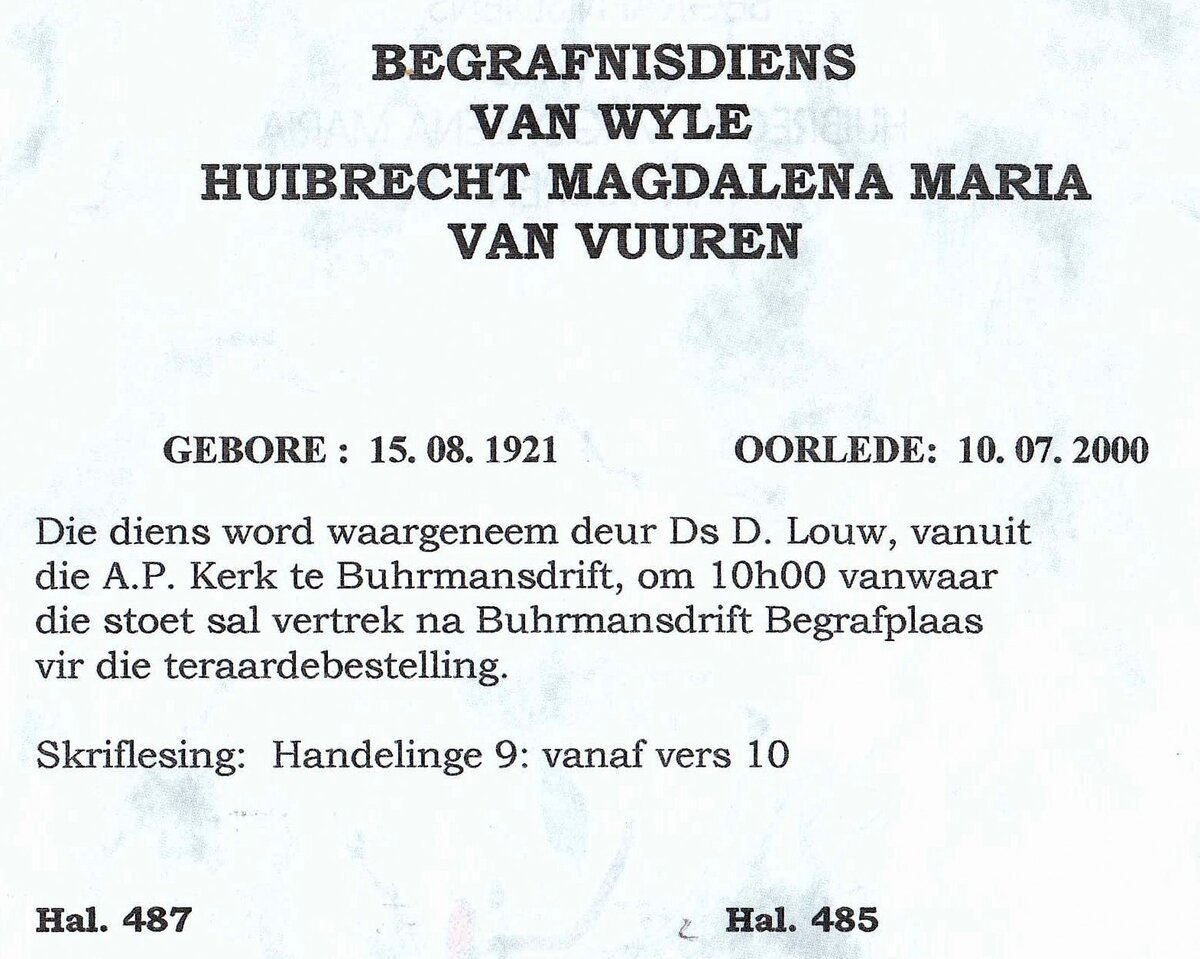 BEGRAFNISDIENS
VAN WYLE
HUIBRECHT MAGDALENA MARIA
VAN VUUREN
GEBORE : 15. 08. 1921 OORLEDE: 10. 07. 2000
Die diens word waargeneem deur Ds D. Louw, vanuit
die A.P. Kerk te Buhrmansdrift, om 10h00 vanwaar
die stoet sal vertrek na Buhrmansdrift Begrafplaas
vir die teraardebestelling.
Skriflesing: Handelinge 9: vanaf vers 10
Hal. 487 Hal. 485